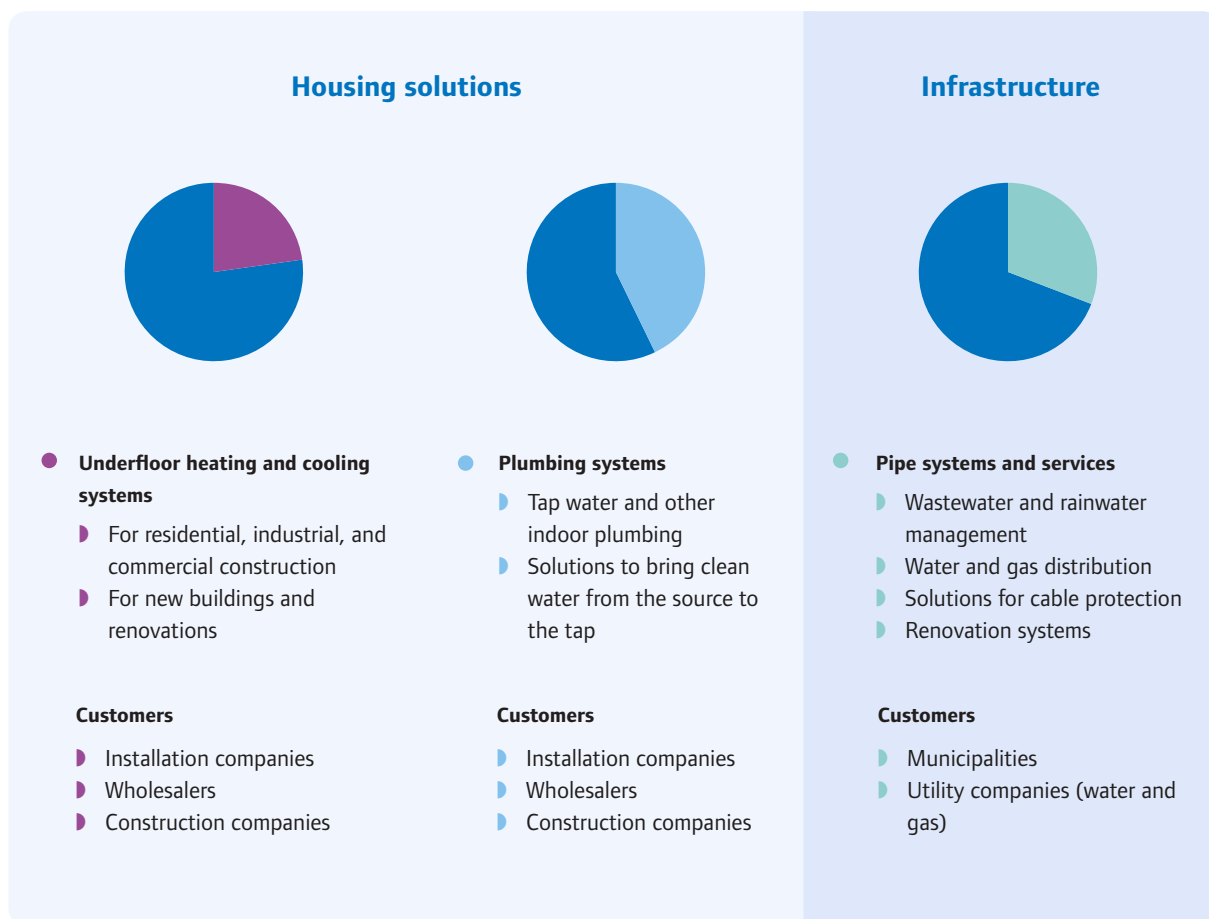 Housing solutions
Underfloor heating and cooling
systems
For residential, industrial, and
commercial construction
For new buildings and
renovations
Customers
Installation companies
Wholesalers
Construction companies
Plumbing systems
Tap water and other
indoor plumbing
Solutions to bring clean
water from the source to
the tap
Customers
Installation companies
Wholesalers
Construction companies
Infrastructure
Pipe systems and services
Wastewater and rainwater
management
Water and gas distribution
Solutions for cable protection
Renovation systems
Customers
Municipalities
Utility companies (water and
gas)